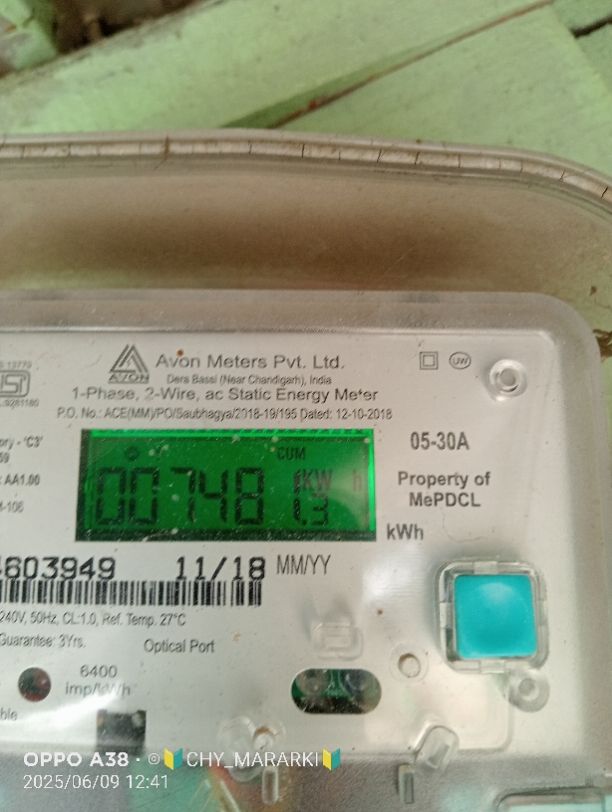 AVON
Avon Meters Pvt. Ltd.
Dera Bassi (Near Chandigarh), India
1-Phase, 2-Wire, ac Static Energy Meter
P.O. No.: ACE(MM)/PO/Saubhagya/2018-19/195 Dated: 12-10-2018
UW
CUM
00748 kW h
1.3
05-30A
Property of
MePDCL
kWh
603949 11/18 MM/YY
240V, 50Hz, CL:1.0, Ref. Temp. 27°C
Guarantee: 3Yrs. Optical Port
6400
imp/kWh
OPPO A38 · © 🔰CHY_MARARKI🔰
2025/06/09 12:41